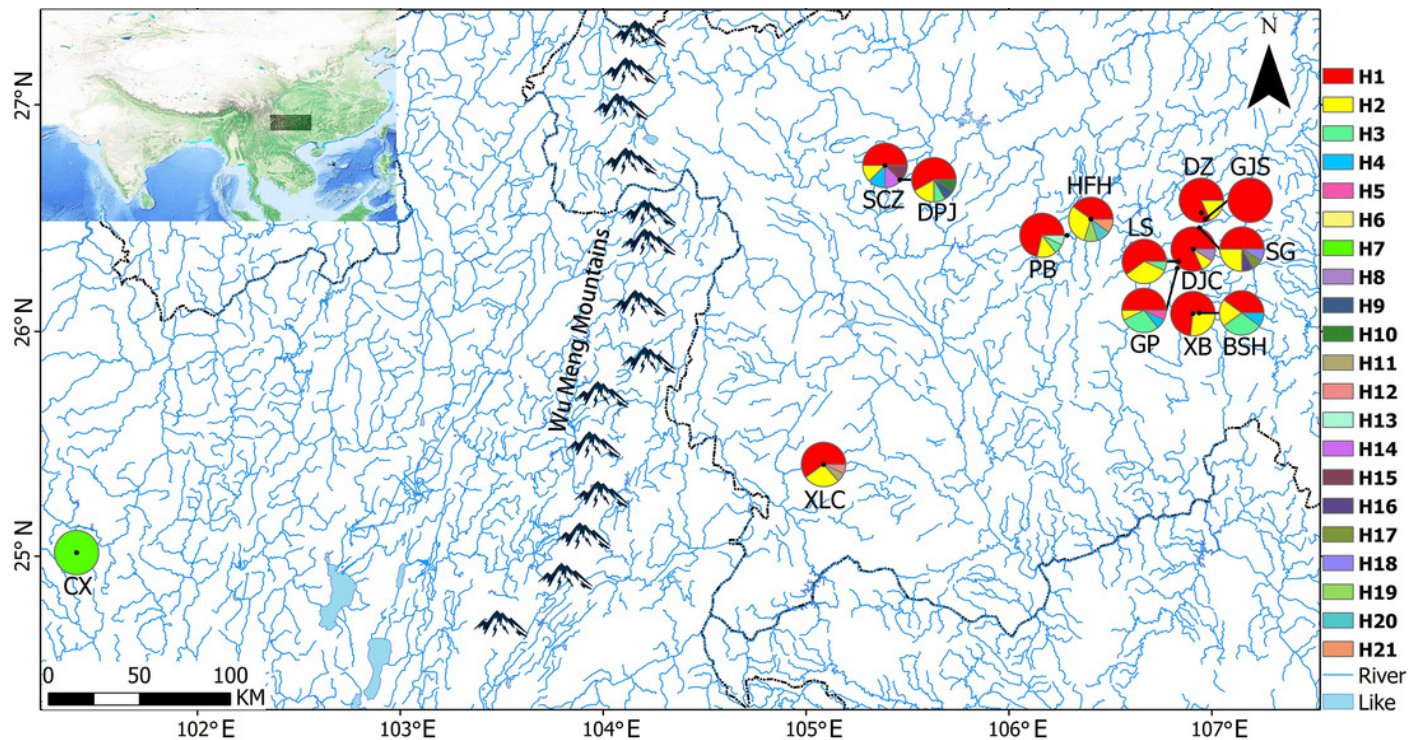 N
27° N
26° N
25° N
102° E
103° E
104° E
105° E
106° E
107° E
Wu Meng Mountains
SCZ
DPJ
HFH
PB
DZ
GJS
LS
DJC
SG
GP
XB
BSH
XLC
CX
0 50 100
KM
H1
H2
H3
H4
H5
H6
H7
H8
H9
H10
H11
H12
H13
H14
H15
H16
H17
H18
H19
H20
H21
River
Like